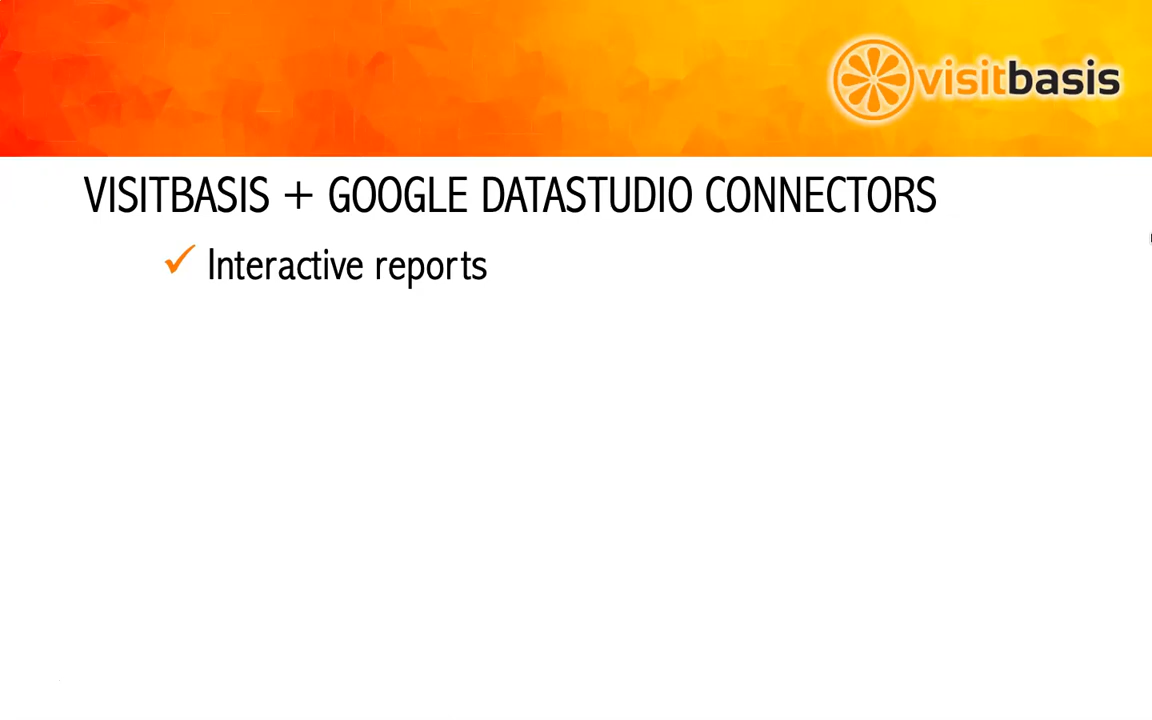 visitbasis
VISITBASIS + GOOGLE DATASTUDIO CONNECTORS
✓ Interactive reports